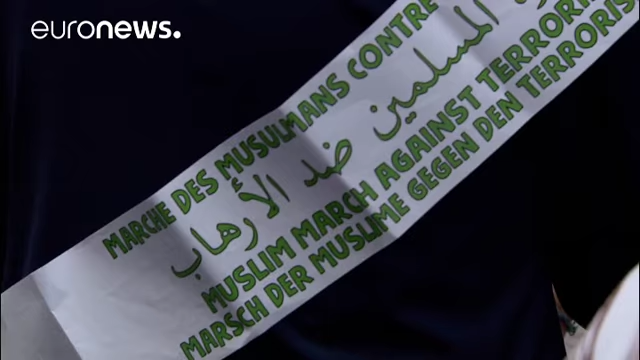 euronews.
MARCHE DES MUSULMANS CONTRE
المسلمين ضد الأرهاب
MUSLIM MARCH AGAINST TERRORI
MARSCH DER MUSLIME GEGEN DEN TERRORIS